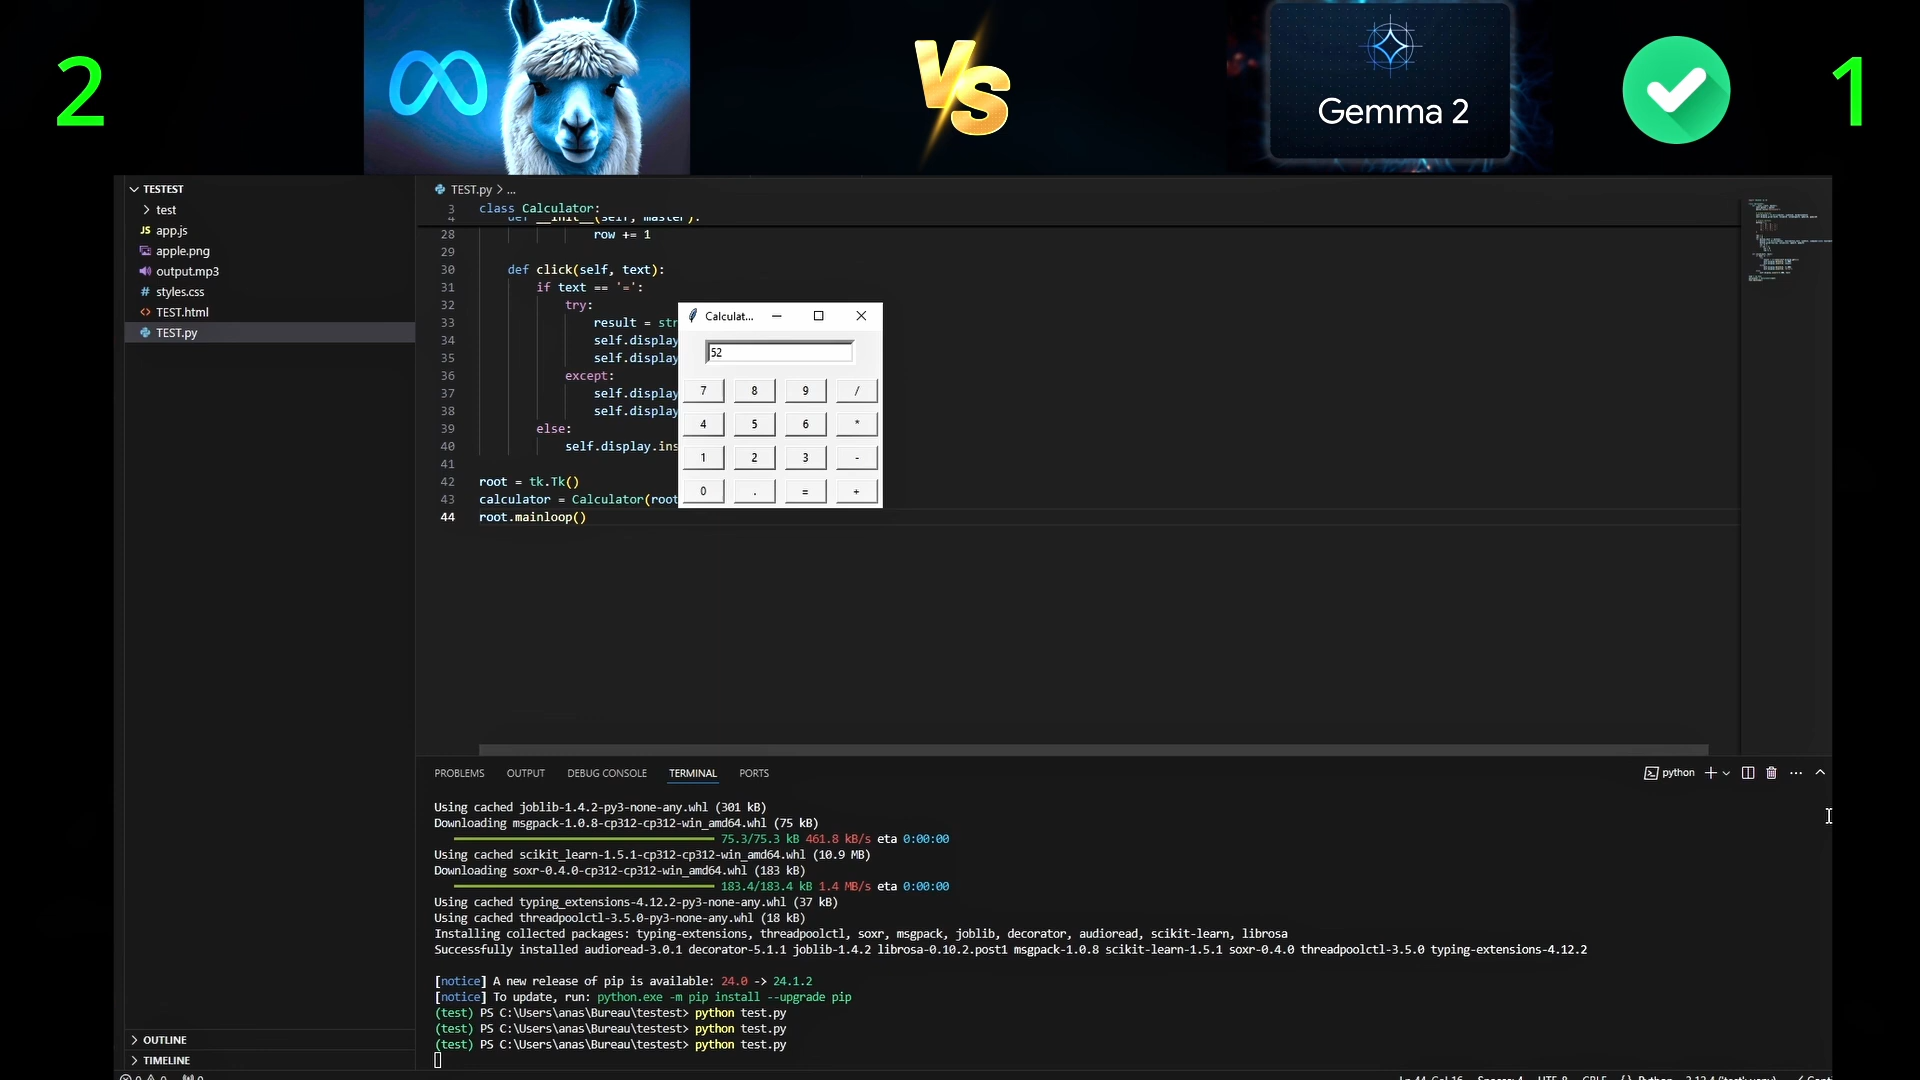 2
VS
Gemma 2
1
TESTEST
test
JS app.js
apple.png
output.mp3
# styles.css
<> TEST.html
TEST.py
OUTLINE
TIMELINE
TEST.py > ...
3 class Calculator:
4 def __init__(self, master):
28 row += 1
29
30 def click(self, text):
31 if text == '=':
32 try:
33 result = str
34 self.display
35 self.display
36 except:
37 self.display
38 self.display
39 else:
40 self.display.ins
41
42 root = tk.Tk()
43 calculator = Calculator(root
44 root.mainloop()
Calculat...
52
7 8 9 /
4 5 6 *
1 2 3 -
0 . = +
PROBLEMS OUTPUT DEBUG CONSOLE TERMINAL PORTS
python
Using cached joblib-1.4.2-py3-none-any.whl (301 kB)
Downloading msgpack-1.0.8-cp312-cp312-win_amd64.whl (75 kB)
75.3/75.3 kB 461.8 kB/s eta 0:00:00
Using cached scikit_learn-1.5.1-cp312-cp312-win_amd64.whl (10.9 MB)
Downloading soxr-0.4.0-cp312-cp312-win_amd64.whl (183 kB)
183.4/183.4 kB 1.4 MB/s eta 0:00:00
Using cached typing_extensions-4.12.2-py3-none-any.whl (37 kB)
Using cached threadpoolctl-3.5.0-py3-none-any.whl (18 kB)
Installing collected packages: typing-extensions, threadpoolctl, soxr, msgpack, joblib, decorator, audioread, scikit-learn, librosa
Successfully installed audioread-3.0.1 decorator-5.1.1 joblib-1.4.2 librosa-0.10.2.post1 msgpack-1.0.8 scikit-learn-1.5.1 soxr-0.4.0 threadpoolctl-3.5.0 typing-extensions-4.12.2
[notice] A new release of pip is available: 24.0 -> 24.1.2
[notice] To update, run: python.exe -m pip install --upgrade pip
(test) PS C:\Users\anas\Bureau\testest> python test.py
(test) PS C:\Users\anas\Bureau\testest> python test.py
(test) PS C:\Users\anas\Bureau\testest> python test.py